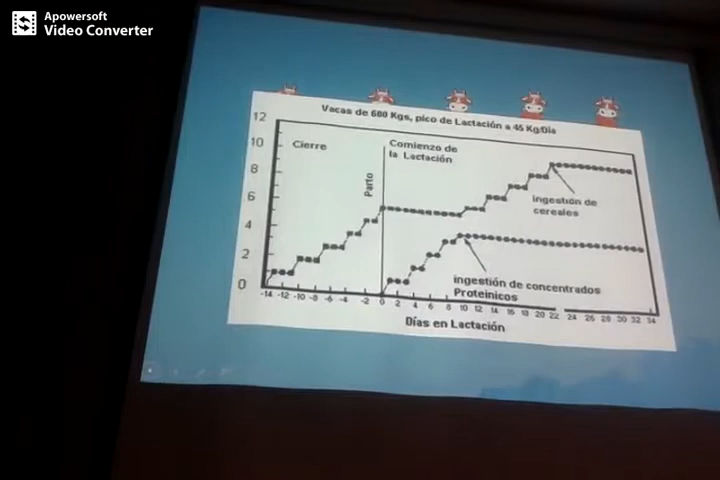 Apowersoft
Video Converter
Vacas de 680 Kgs, pico de Lactación a 45 Kg/Dia
12
10
8
6
4
2
0
Cierre
Parto
Comienzo de
la Lactación
ingestión de
cereales
ingestión de concentrados
Proteinicos
-14 -12 -10 -8 -6 -4 -2 0 2 4 6 8 10 12 14 16 18 20 22 24 26 28 30 32 34
Días en Lactación